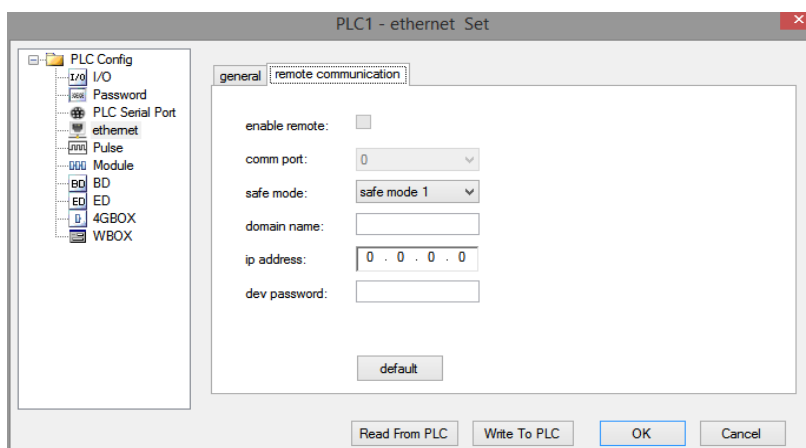 PLC1 - ethernet Set
PLC Config
I/O I/O
Password
PLC Serial Port
ethernet
Pulse
Module
BD BD
ED ED
4GBOX
WBOX
general remote communication
enable remote:
comm port: 0
safe mode: safe mode 1
domain name:
ip address: 0 . 0 . 0 . 0
dev password:
default
Read From PLC Write To PLC OK Cancel